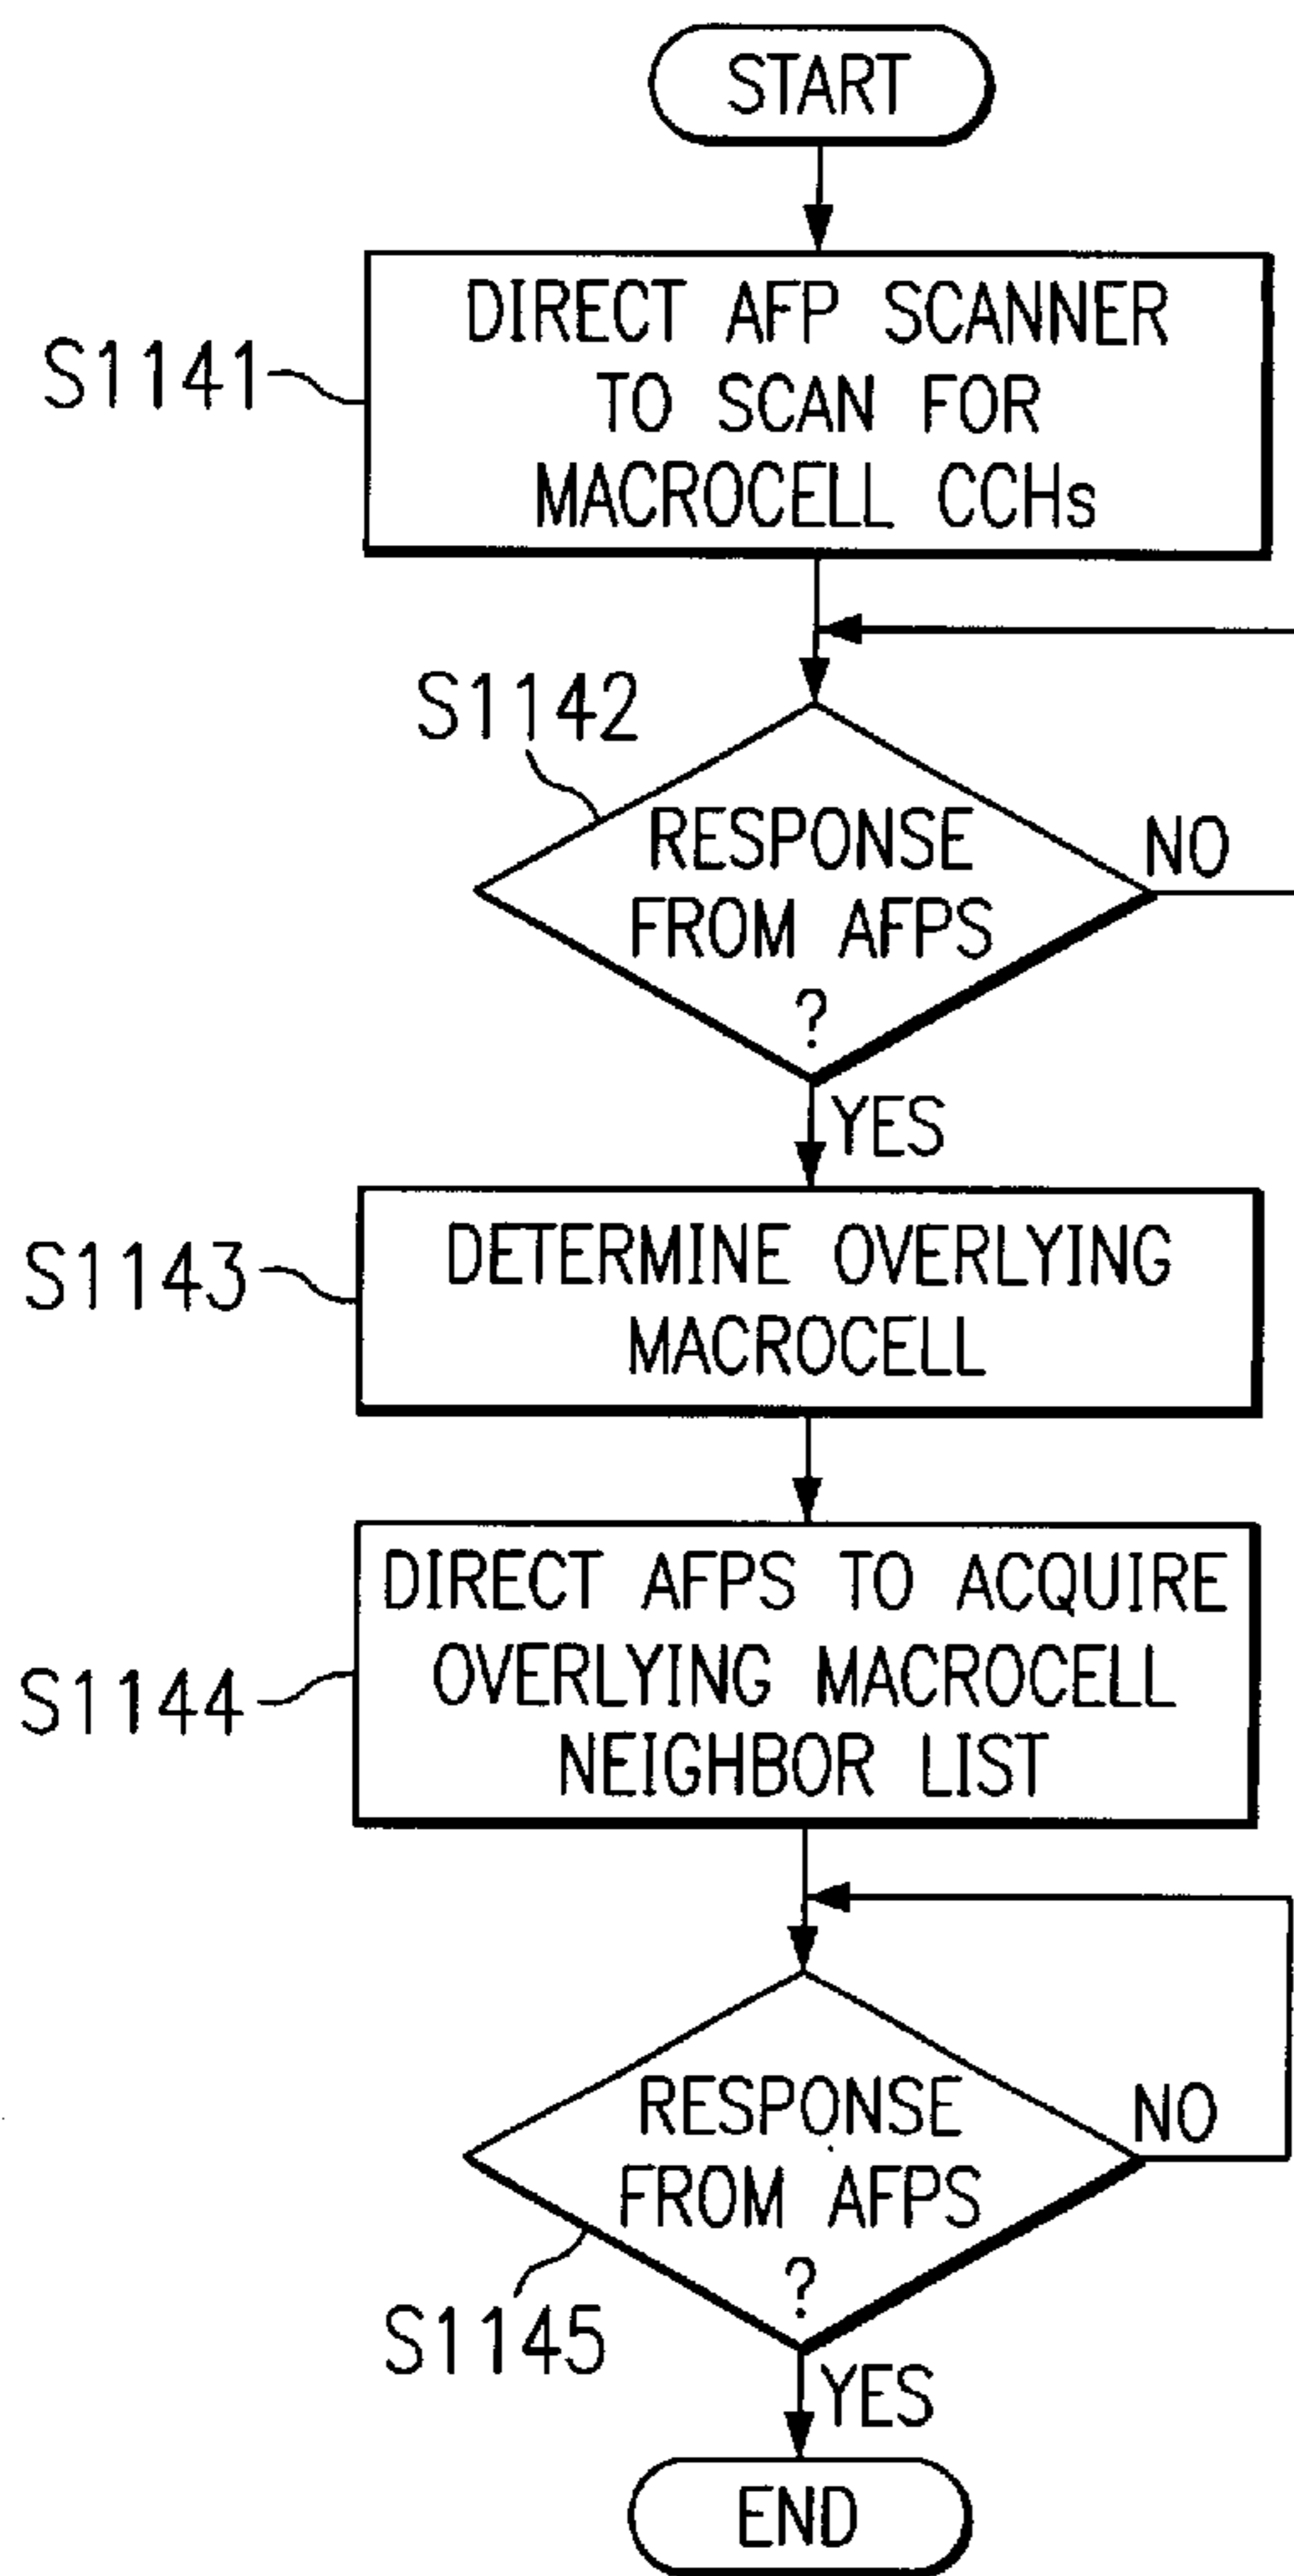 START
DIRECT AFP SCANNER
TO SCAN FOR
MACROCELL CCHs
S1141
S1142
RESPONSE
FROM AFPS
?
NO
YES
S1143
DETERMINE OVERLYING
MACROCELL
DIRECT AFPS TO ACQUIRE
OVERLYING MACROCELL
NEIGHBOR LIST
S1144
RESPONSE
FROM AFPS
?
NO
S1145
YES
END